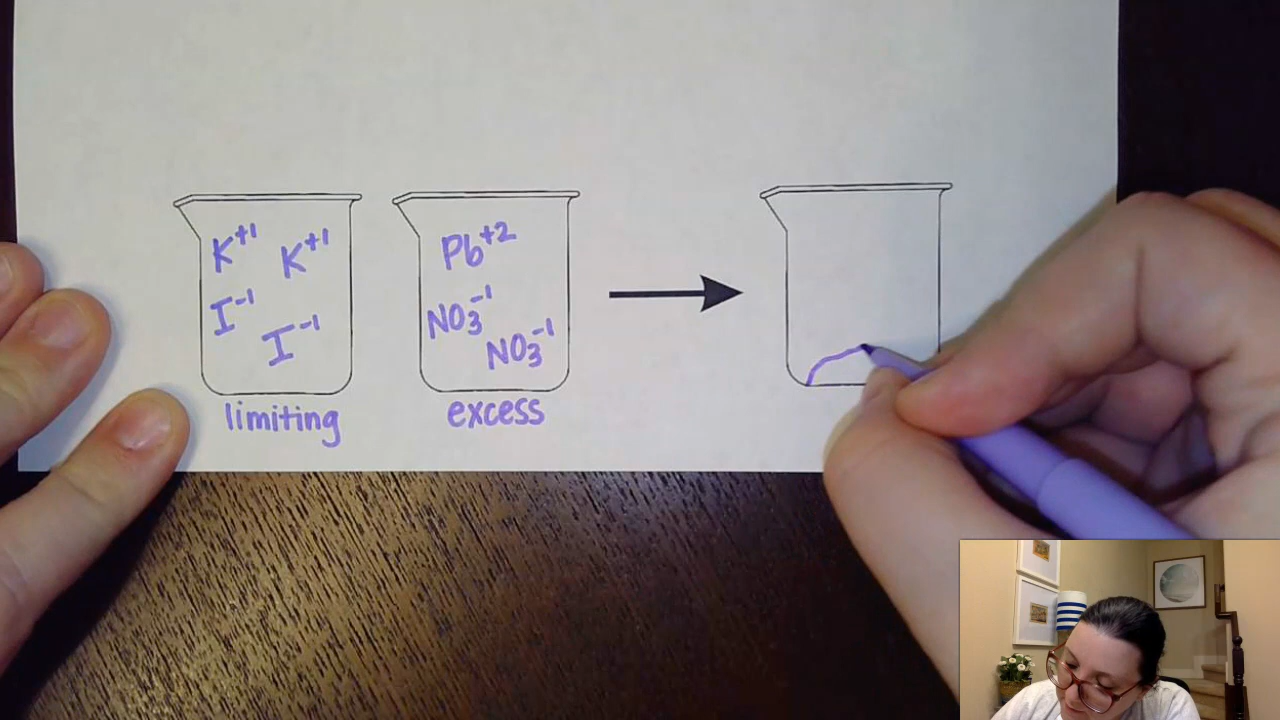 K⁺¹ K⁺¹
I⁻¹
I⁻¹
limiting
Pb⁺²
NO₃⁻¹
NO₃⁻¹
excess